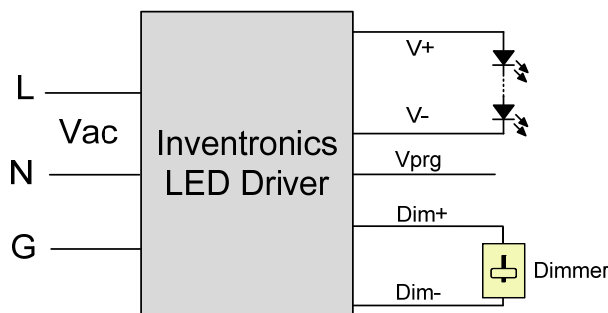 L
Vac
N
G
Inventronics
LED Driver
V+
V-
Vprg
Dim+
Dim-
Dimmer